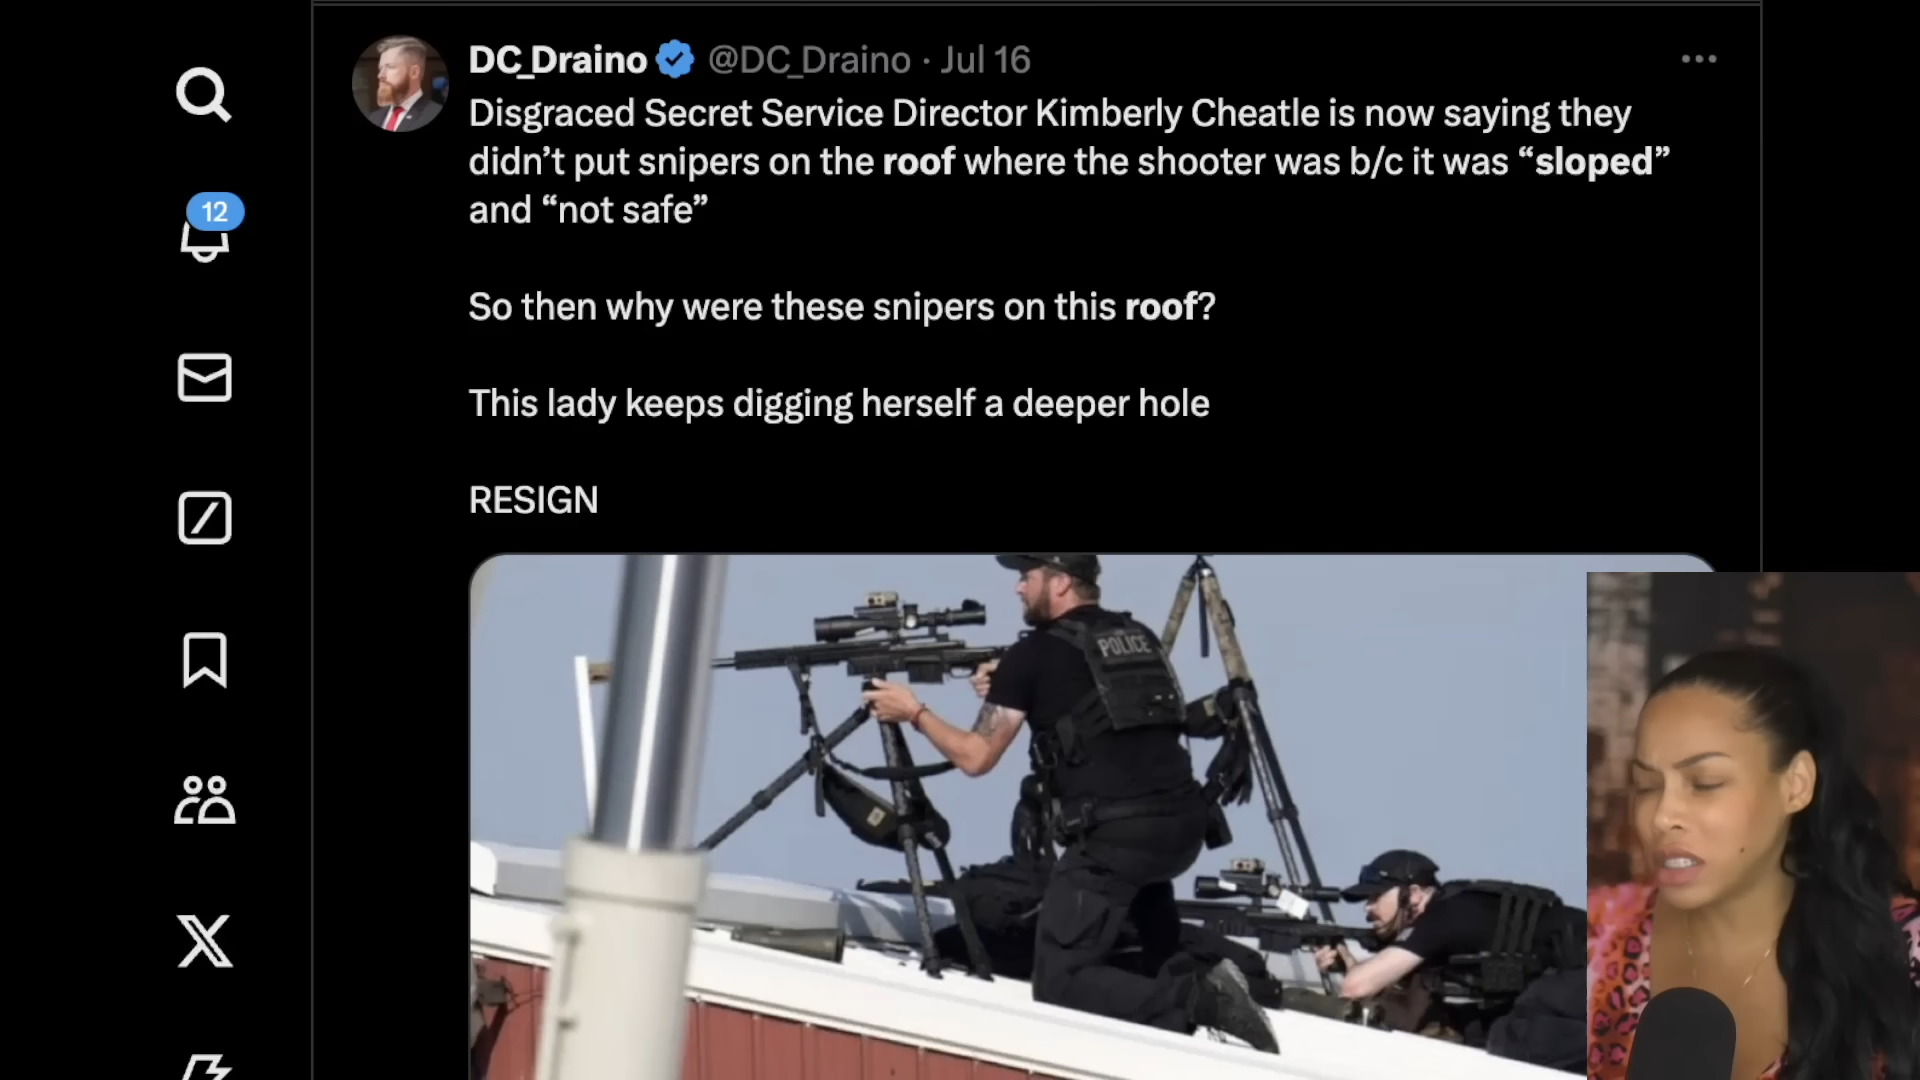 DC_Draino @DC_Draino · Jul 16
Disgraced Secret Service Director Kimberly Cheatle is now saying they
didn’t put snipers on the roof where the shooter was b/c it was “sloped”
and “not safe”
12
So then why were these snipers on this roof?
This lady keeps digging herself a deeper hole
RESIGN
POLICE